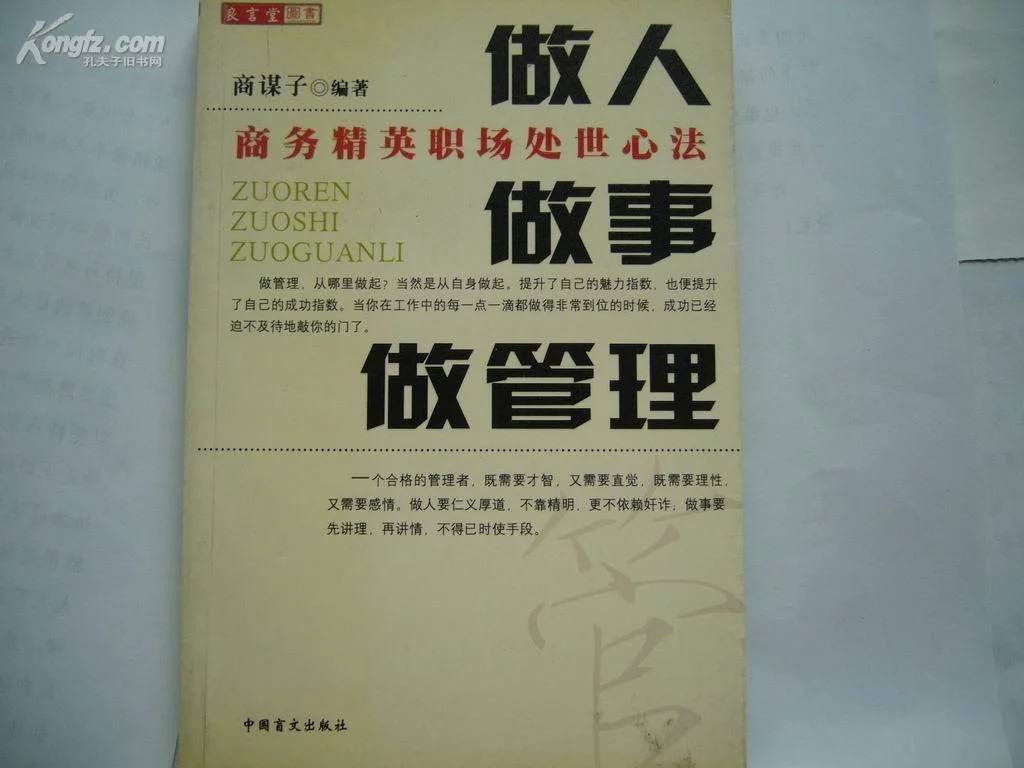 Kongfz.com
孔夫子旧书网
良言堂 圖書
做人
商谋子◎编著
商务精英职场处世心法
ZUOREN
ZUOSHI
ZUOGUANLI
做事
做管理，从哪里做起？当然是从自身做起。提升了自己的魅力指数，也便提升
了自己的成功指数。当你在工作中的每一点一滴都做得非常到位的时候，成功已经
迫不及待地敲你的门了。
做管理
一个合格的管理者，既需要才智，又需要直觉，既需要理性，
又需要感情。做人要仁义厚道，不靠精明，更不依赖奸诈；做事要
先讲理，再讲情，不得已时使手段。
管
中国盲文出版社